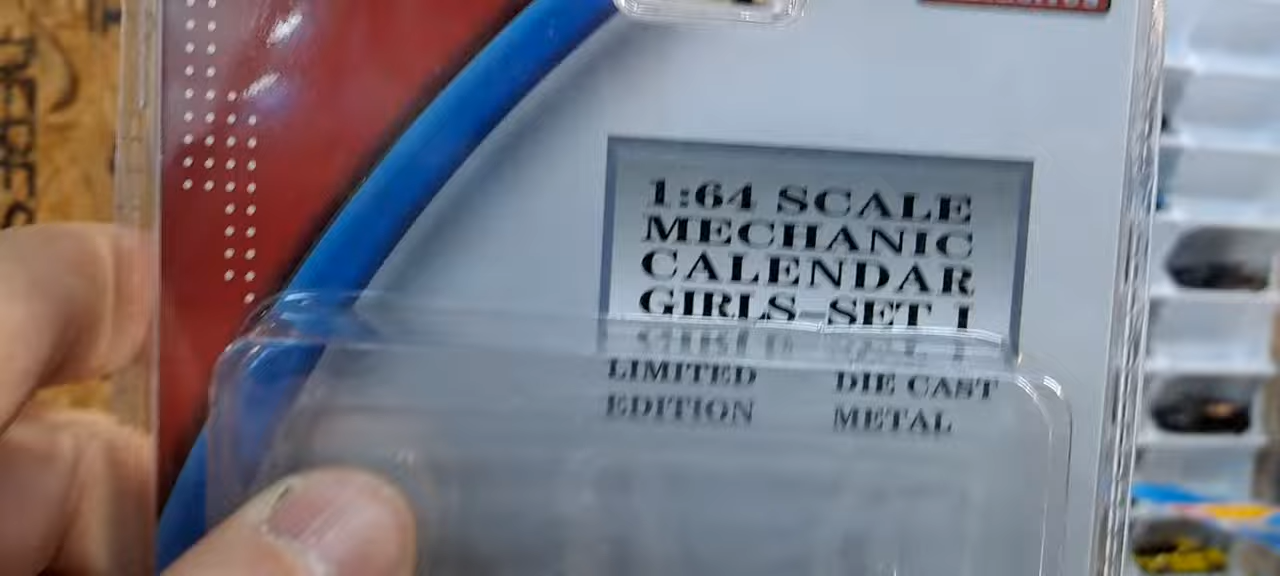 1:64 SCALE
MECHANIC
CALENDAR
GIRLS-SET I
LIMITED
EDITION
DIE CAST
METAL